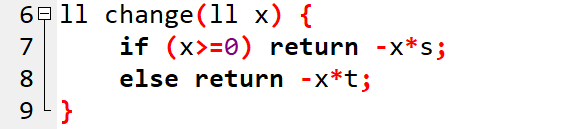 6 ll change(ll x) {
7 if (x>=0) return -x*s;
8 else return -x*t;
9 }